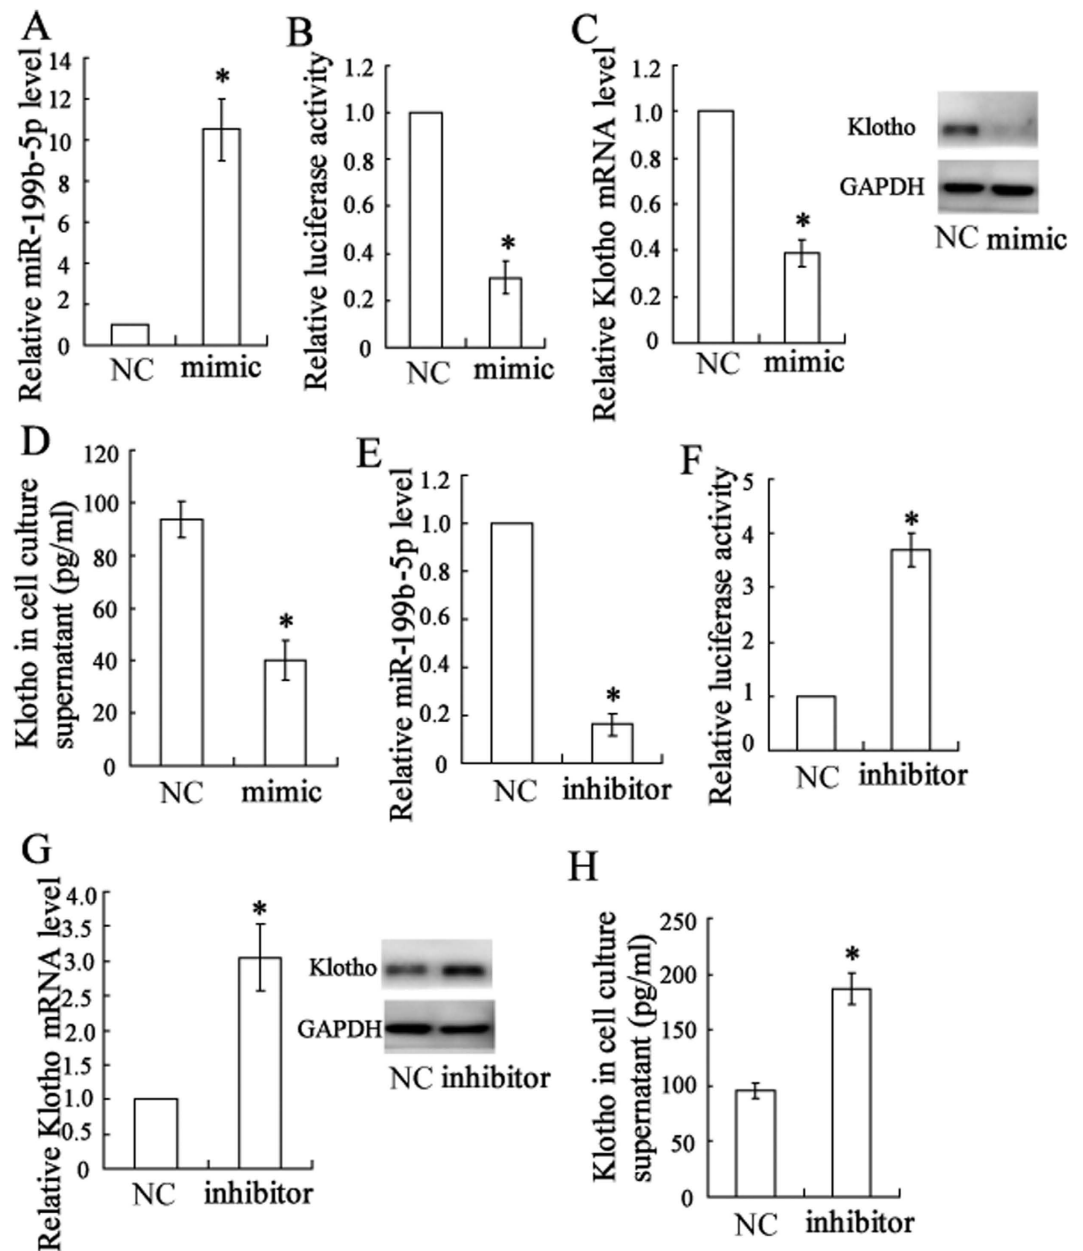 A
Relative miR-199b-5p level
14
12
10
8
6
4
2
0
*
NC mimic
B
Relative luciferase activity
1.2
1.0
0.8
0.6
0.4
0.2
0
*
NC mimic
C
Relative Klotho mRNA level
1.2
1.0
0.8
0.6
0.4
0.2
0
*
NC mimic
Klotho
GAPDH
NC mimic
D
Klotho in cell culture
supernatant (pg/ml)
120
100
80
60
40
20
0
*
NC mimic
E
Relative miR-199b-5p level
1.2
1.0
0.8
0.6
0.4
0.2
0
*
NC inhibitor
F
Relative luciferase activity
5
4
3
2
1
0
*
NC inhibitor
G
Relative Klotho mRNA level
4.0
3.5
3.0
2.5
2.0
1.5
1.0
0.5
0
*
NC inhibitor
Klotho
GAPDH
NC inhibitor
H
Klotho in cell culture
supernatant (pg/ml)
250
200
150
100
50
0
*
NC inhibitor